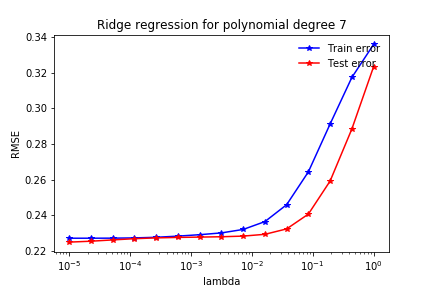 Ridge regression for polynomial degree 7
0.34
0.32
0.30
0.28
0.26
0.24
0.22
RMSE
Train error
Test error
10⁻⁵
10⁻⁴
10⁻³
10⁻²
10⁻¹
10⁰
lambda